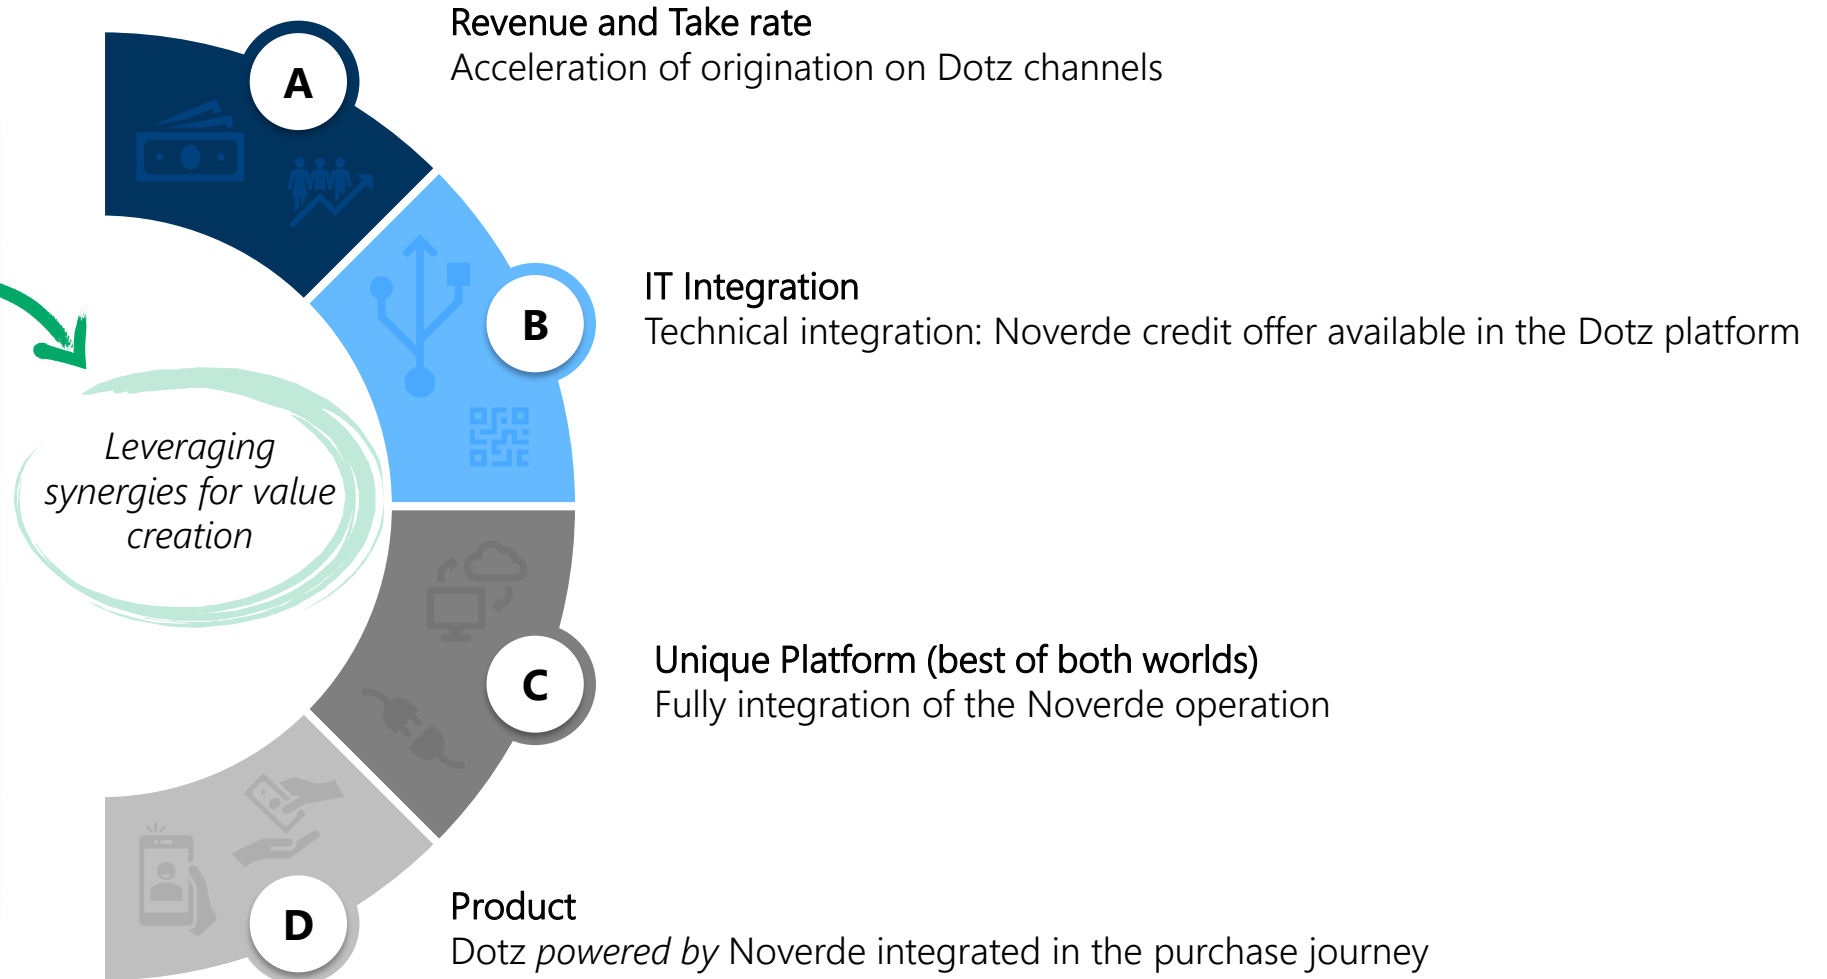 A
Revenue and Take rate
Acceleration of origination on Dotz channels
B
IT Integration
Technical integration: Noverde credit offer available in the Dotz platform
Leveraging
synergies for value
creation
C
Unique Platform (best of both worlds)
Fully integration of the Noverde operation
D
Product
Dotz powered by Noverde integrated in the purchase journey